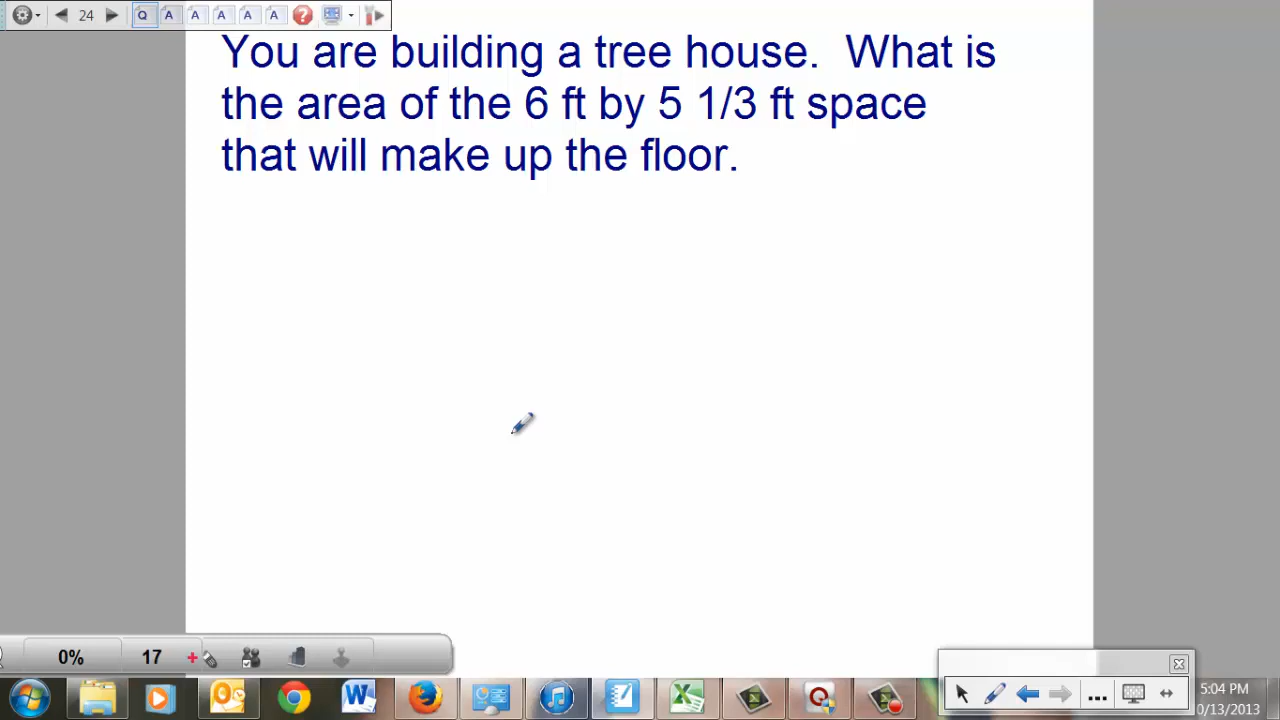 24 Q A A A A A ?
You are building a tree house.  What is
the area of the 6 ft by 5 1/3 ft space
that will make up the floor.
0% 17
5:04 PM
0/13/2013